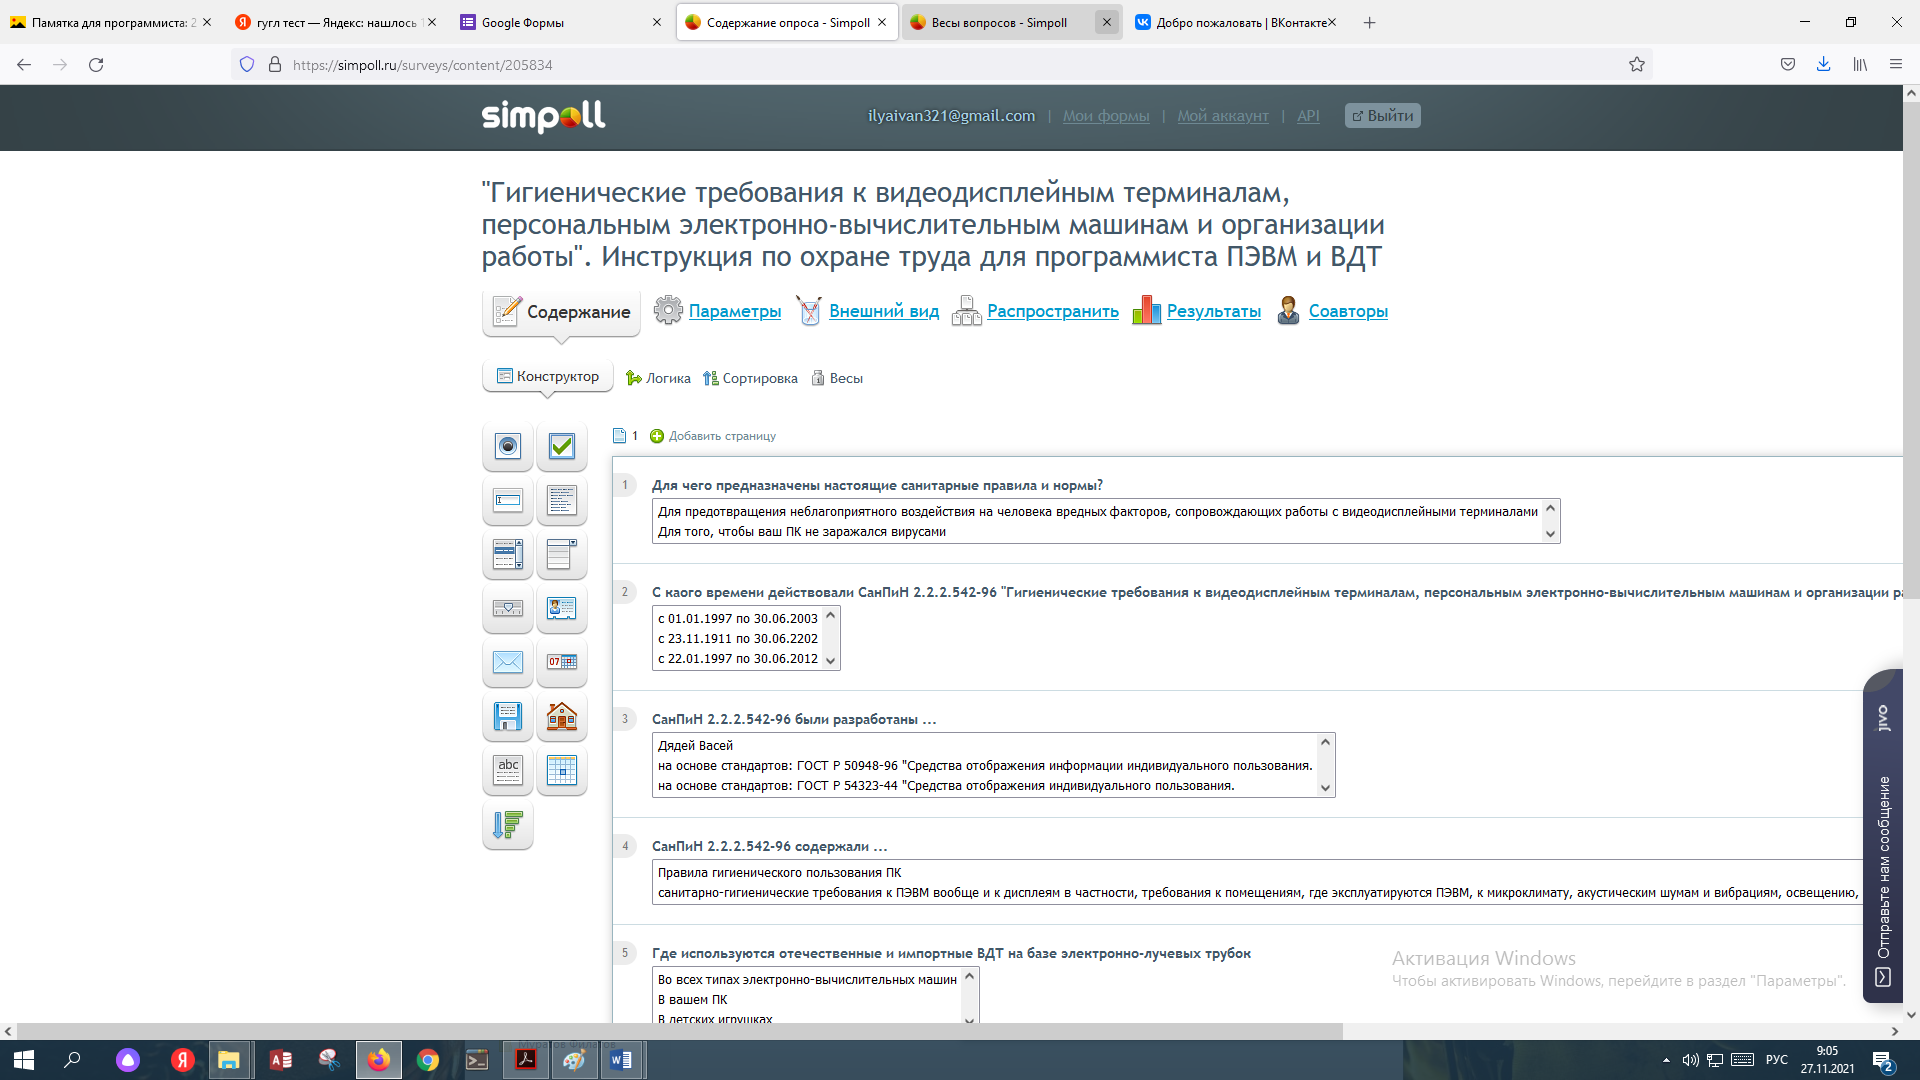 Памятка для программиста: 2
гугл тест — Яндекс: нашлось 1
Google Формы
Содержание опроса - Simpoll
Весы вопросов - Simpoll
Добро пожаловать | ВКонтакте
https://simpoll.ru/surveys/content/205834
simpoll
ilyaivan321@gmail.com | Мои формы | Мой аккаунт | API Выйти
"Гигиенические требования к видеодисплейным терминалам,
персональным электронно-вычислительным машинам и организации
работы". Инструкция по охране труда для программиста ПЭВМ и ВДТ
Содержание Параметры Внешний вид Распространить Результаты Соавторы
Конструктор Логика Сортировка Весы
1 Добавить страницу
1 Для чего предназначены настоящие санитарные правила и нормы?
Для предотвращения неблагоприятного воздействия на человека вредных факторов, сопровождающих работы с видеодисплейными терминалами
Для того, чтобы ваш ПК не заражался вирусами
2 С каого времени действовали СанПиН 2.2.2.542-96 "Гигиенические требования к видеодисплейным терминалам, персональным электронно-вычислительным машинам и организации ра
с 01.01.1997 по 30.06.2003
с 23.11.1911 по 30.06.2202
с 22.01.1997 по 30.06.2012
3 СанПиН 2.2.2.542-96 были разработаны ...
Дядей Васей
на основе стандартов: ГОСТ Р 50948-96 "Средства отображения информации индивидуального пользования.
на основе стандартов: ГОСТ Р 54323-44 "Средства отображения индивидуального пользования.
4 СанПиН 2.2.2.542-96 содержали ...
Правила гигиенического пользования ПК
санитарно-гигиенические требования к ПЭВМ вообще и к дисплеям в частности, требования к помещениям, где эксплуатируются ПЭВМ, к микроклимату, акустическим шумам и вибрациям, освещению,
5 Где используются отечественные и импортные ВДТ на базе электронно-лучевых трубок
Во всех типах электронно-вычислительных машин
В вашем ПК
В детских игрушках
07
abc
jivo
Отправьте нам сообщение
Активация Windows
Чтобы активировать Windows, перейдите в раздел "Параметры".
РУС
9:05
27.11.2021
2